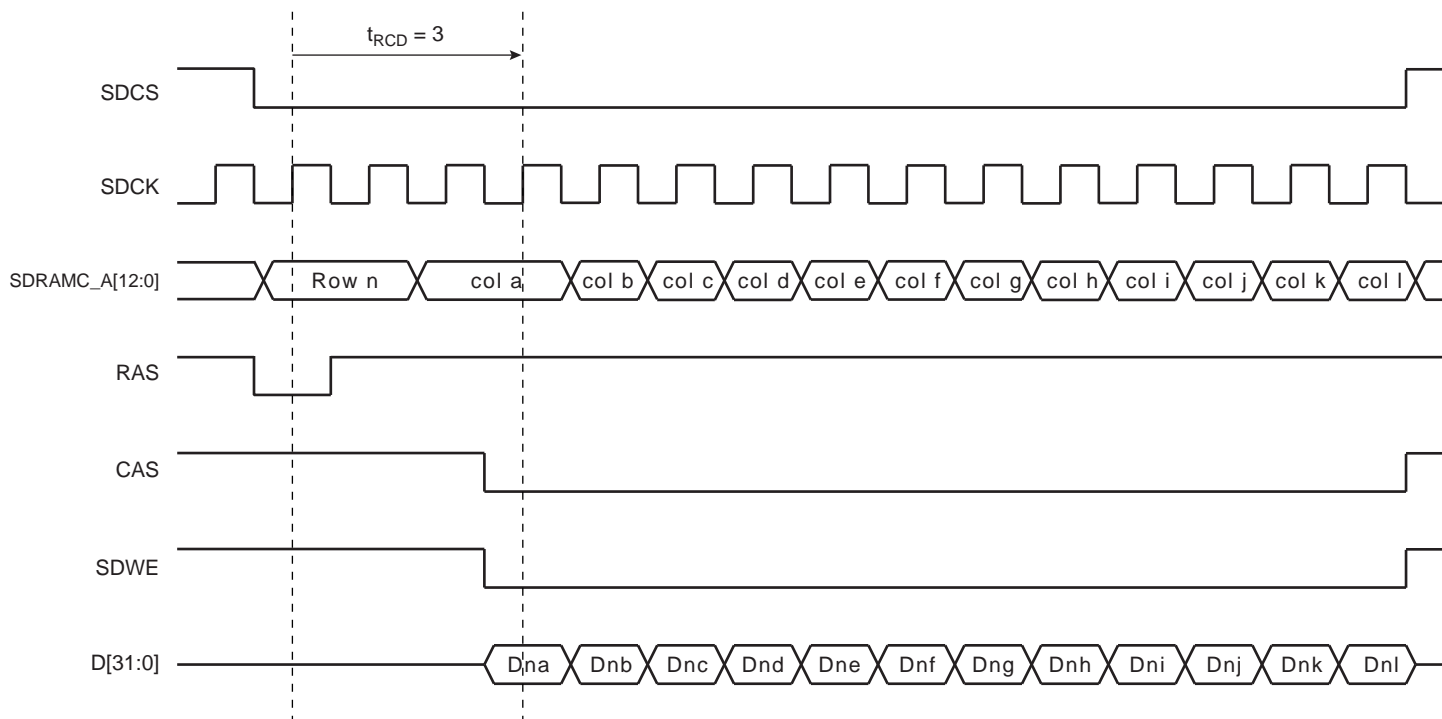 tRCD = 3
SDCS
SDCK
SDRAMC_A[12:0] Row n col a col b col c col d col e col f col g col h col i col j col k col l
RAS
CAS
SDWE
D[31:0] Dna Dnb Dnc Dnd Dne Dnf Dng Dnh Dni Dnj Dnk Dnl